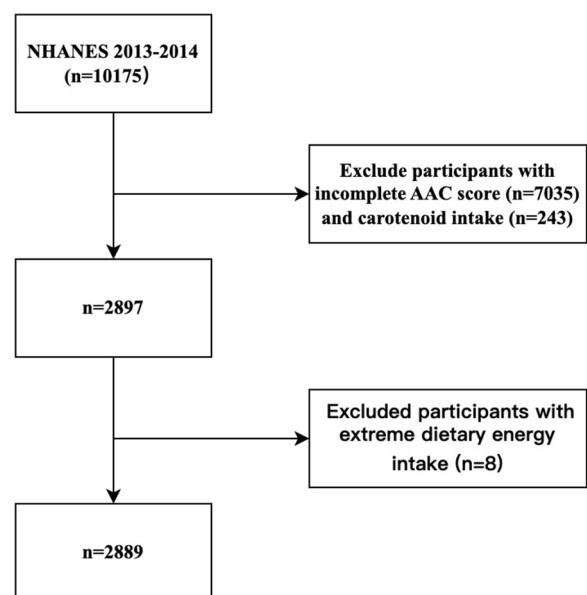 NHANES 2013-2014
(n=10175)
Exclude participants with
incomplete AAC score (n=7035)
and carotenoid intake (n=243)
n=2897
Excluded participants with
extreme dietary energy
intake (n=8)
n=2889